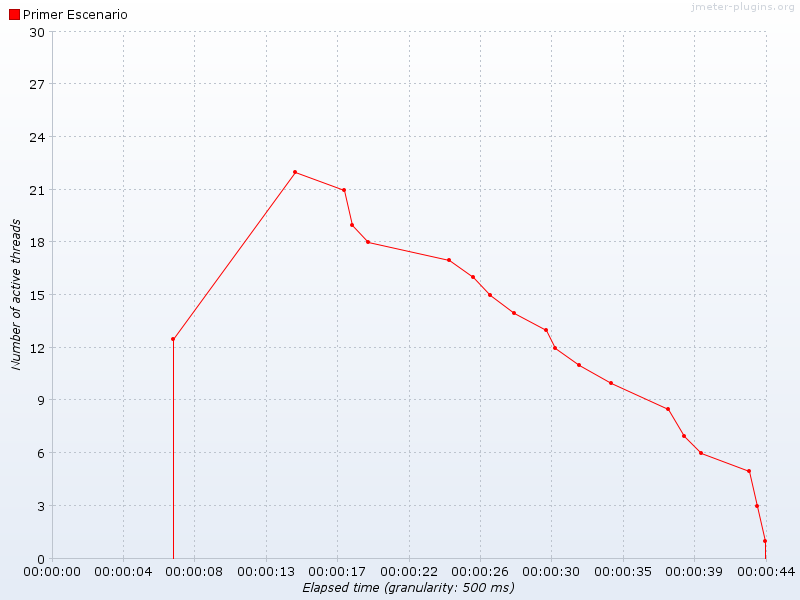 jmeter-plugins.org
Primer Escenario
30
27
24
21
18
15
12
9
6
3
0
Number of active threads
00:00:00 00:00:04 00:00:08 00:00:13 00:00:17 00:00:22 00:00:26 00:00:30 00:00:35 00:00:39 00:00:44
Elapsed time (granularity: 500 ms)